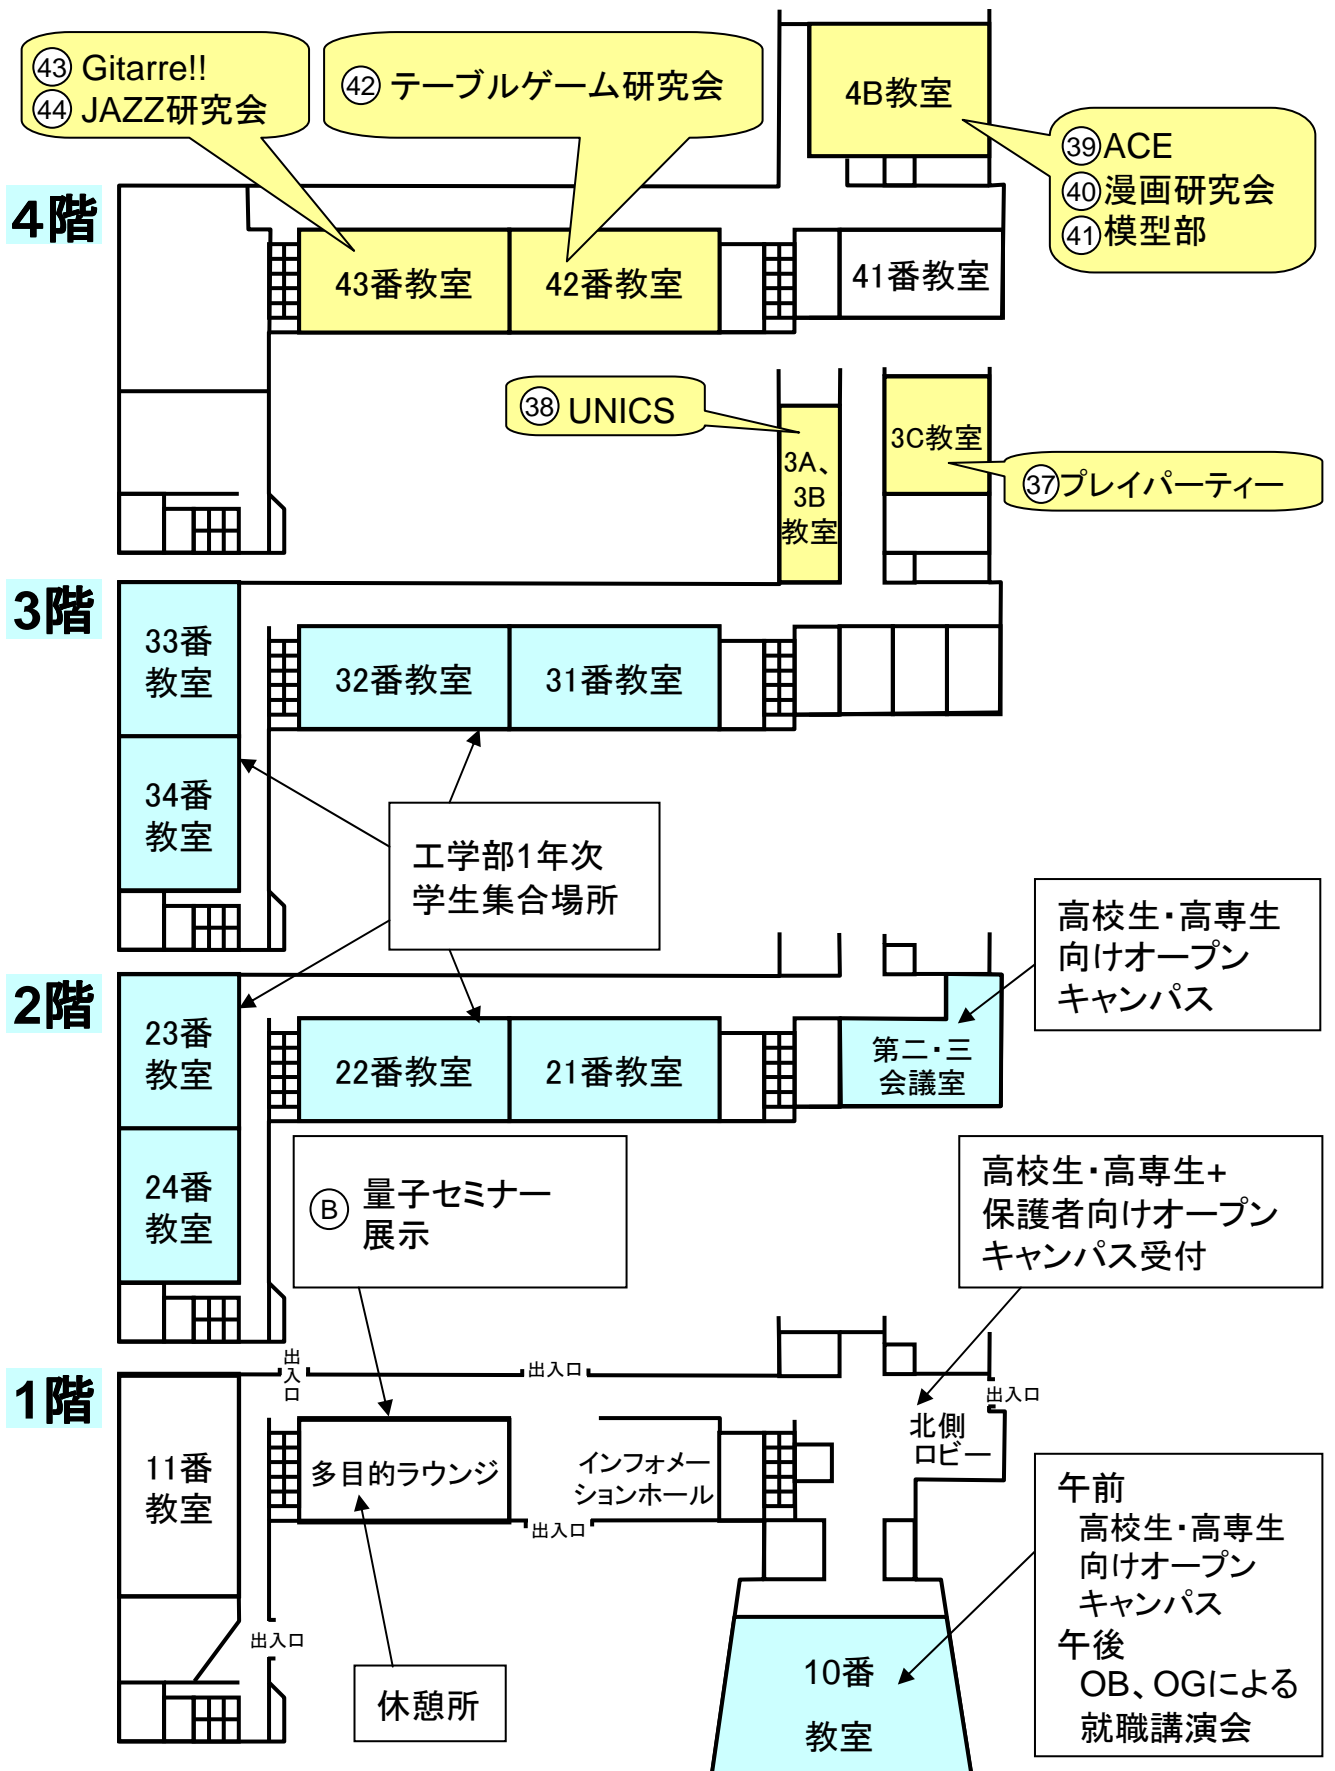 ㊸ Gitarre!!
㊹ JAZZ研究会
㊷ テーブルゲーム研究会
4B教室
㊴ACE
㊵漫画研究会
㊶模型部
4階
43番教室
42番教室
41番教室
㊳ UNICS
3A、
3B
教室
3C教室
㊲プレイパーティー
3階
33番
教室
32番教室
31番教室
34番
教室
工学部1年次
学生集合場所
高校生・高専生
向けオープン
キャンパス
2階
23番
教室
22番教室
21番教室
第二・三
会議室
24番
教室
Ⓑ 量子セミナー
展示
高校生・高専生+
保護者向けオープン
キャンパス受付
1階
出
入
口
出入口
出入口
11番
教室
多目的ラウンジ
インフォメー
ションホール
北側
ロビー
出入口
出入口
休憩所
10番
教室
午前
高校生・高専生
向けオープン
キャンパス
午後
OB、OGによる
就職講演会